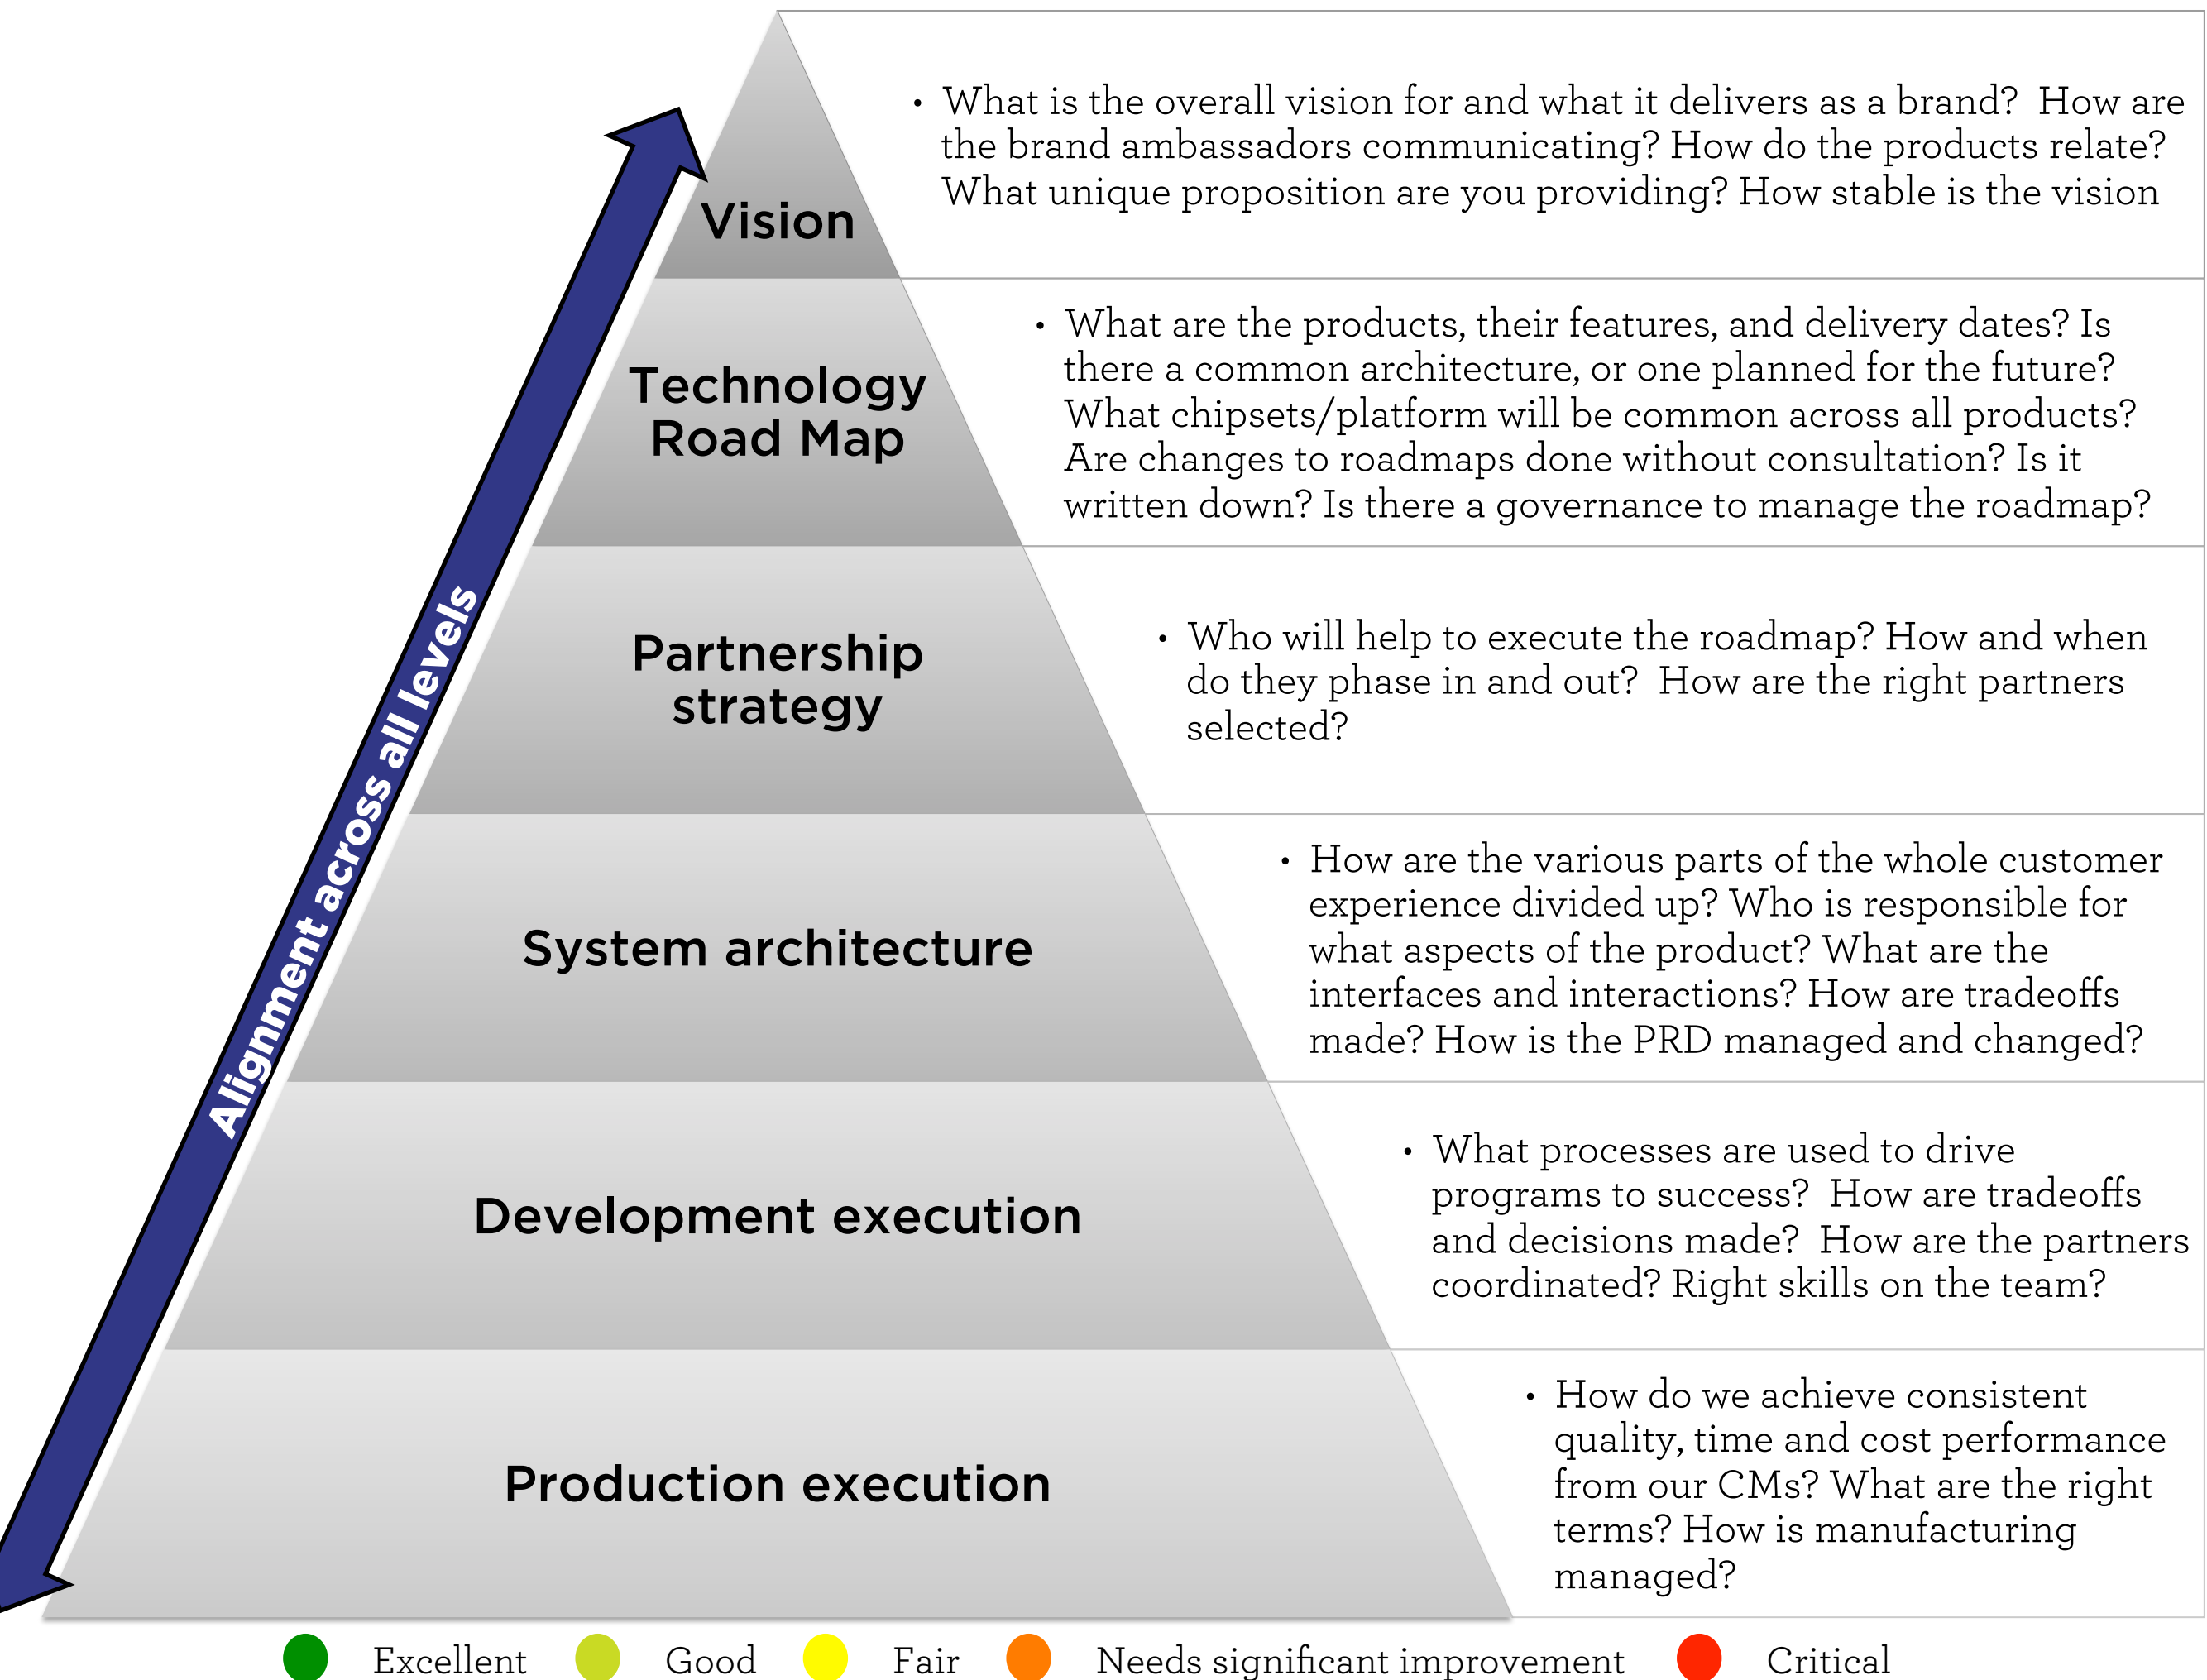 Vision
• What is the overall vision for and what it delivers as a brand?  How are
the brand ambassadors communicating? How do the products relate?
What unique proposition are you providing? How stable is the vision
Technology
Road Map
• What are the products, their features, and delivery dates? Is
there a common architecture, or one planned for the future?
What chipsets/platform will be common across all products?
Are changes to roadmaps done without consultation? Is it
written down? Is there a governance to manage the roadmap?
Partnership
strategy
• Who will help to execute the roadmap? How and when
do they phase in and out?  How are the right partners
selected?
System architecture
• How are the various parts of the whole customer
experience divided up? Who is responsible for
what aspects of the product? What are the
interfaces and interactions? How are tradeoffs
made? How is the PRD managed and changed?
Development execution
• What processes are used to drive
programs to success?  How are tradeoffs
and decisions made?  How are the partners
coordinated? Right skills on the team?
Production execution
• How do we achieve consistent
quality, time and cost performance
from our CMs? What are the right
terms? How is manufacturing
managed?
Alignment across all levels
Excellent Good Fair Needs significant improvement Critical